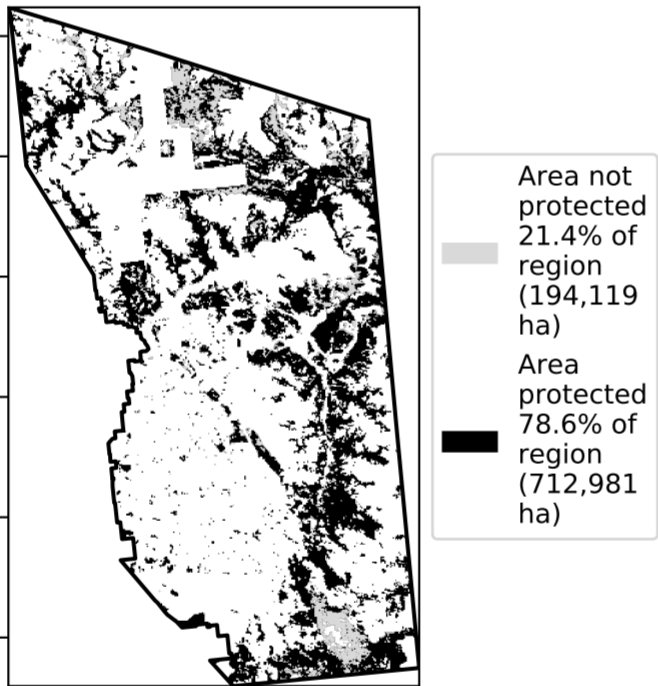 Area not
protected
21.4% of
region
(194,119
ha)
Area
protected
78.6% of
region
(712,981
ha)